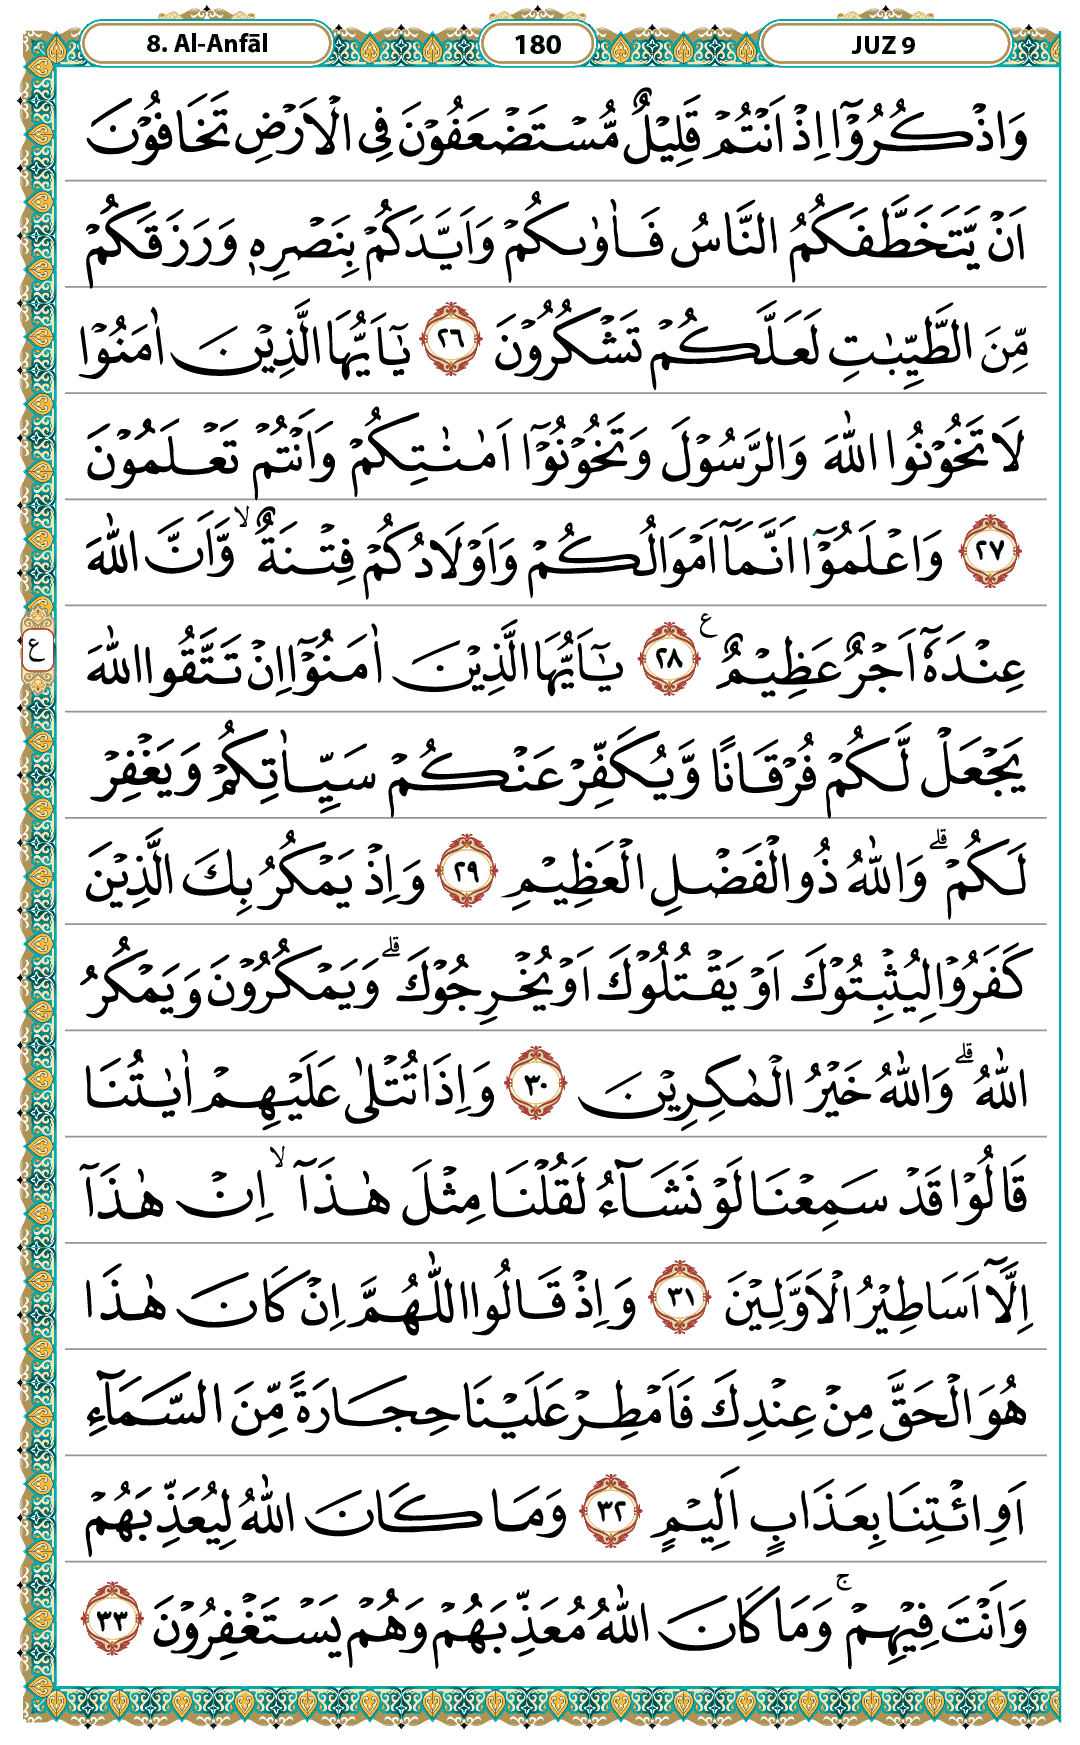 8. Al-Anfāl 180 JUZ 9
وَاذْكُرُوْٓا اِذْ اَنْتُمْ قَلِيْلٌ مُّسْتَضْعَفُوْنَ فِى الْاَرْضِ تَخَافُوْنَ
اَنْ يَّتَخَطَّفَكُمُ النَّاسُ فَاٰوٰىكُمْ وَاَيَّدَكُمْ بِنَصْرِهٖ وَرَزَقَكُمْ
مِّنَ الطَّيِّبٰتِ لَعَلَّكُمْ تَشْكُرُوْنَ ٢٦ يٰٓاَيُّهَا الَّذِيْنَ اٰمَنُوْا
لَا تَخُوْنُوا اللّٰهَ وَالرَّسُوْلَ وَتَخُوْنُوْٓا اَمٰنٰتِكُمْ وَاَنْتُمْ تَعْلَمُوْنَ
٢٧ وَاعْلَمُوْٓا اَنَّمَآ اَمْوَالُكُمْ وَاَوْلَادُكُمْ فِتْنَةٌ ۙ وَّاَنَّ اللّٰهَ
عِنْدَهٗٓ اَجْرٌ عَظِيْمٌ ࣖ ٢٨ يٰٓاَيُّهَا الَّذِيْنَ اٰمَنُوْٓا اِنْ تَتَّقُوا اللّٰهَ
ع
يَجْعَلْ لَّكُمْ فُرْقَانًا وَّيُكَفِّرْ عَنْكُمْ سَيِّاٰتِكُمْ وَيَغْفِرْ
لَكُمْ ۗ وَاللّٰهُ ذُو الْفَضْلِ الْعَظِيْمِ ٢٩ وَاِذْ يَمْكُرُ بِكَ الَّذِيْنَ
كَفَرُوْا لِيُثْبِتُوْكَ اَوْ يَقْتُلُوْكَ اَوْ يُخْرِجُوْكَ ۗ وَيَمْكُرُوْنَ وَيَمْكُرُ
اللّٰهُ ۗ وَاللّٰهُ خَيْرُ الْمٰكِرِيْنَ ٣٠ وَاِذَا تُتْلٰى عَلَيْهِمْ اٰيٰتُنَا
قَالُوْا قَدْ سَمِعْنَا لَوْ نَشَاۤءُ لَقُلْنَا مِثْلَ هٰذَآ ۙ اِنْ هٰذَآ
اِلَّآ اَسَاطِيْرُ الْاَوَّلِيْنَ ٣١ وَاِذْ قَالُوا اللّٰهُمَّ اِنْ كَانَ هٰذَا
هُوَ الْحَقَّ مِنْ عِنْدِكَ فَاَمْطِرْ عَلَيْنَا حِجَارَةً مِّنَ السَّمَاۤءِ
اَوِ ائْتِنَا بِعَذَابٍ اَلِيْمٍ ٣٢ وَمَا كَانَ اللّٰهُ لِيُعَذِّبَهُمْ
وَاَنْتَ فِيْهِمْ ۚ وَمَا كَانَ اللّٰهُ مُعَذِّبَهُمْ وَهُمْ يَسْتَغْفِرُوْنَ ٣٣